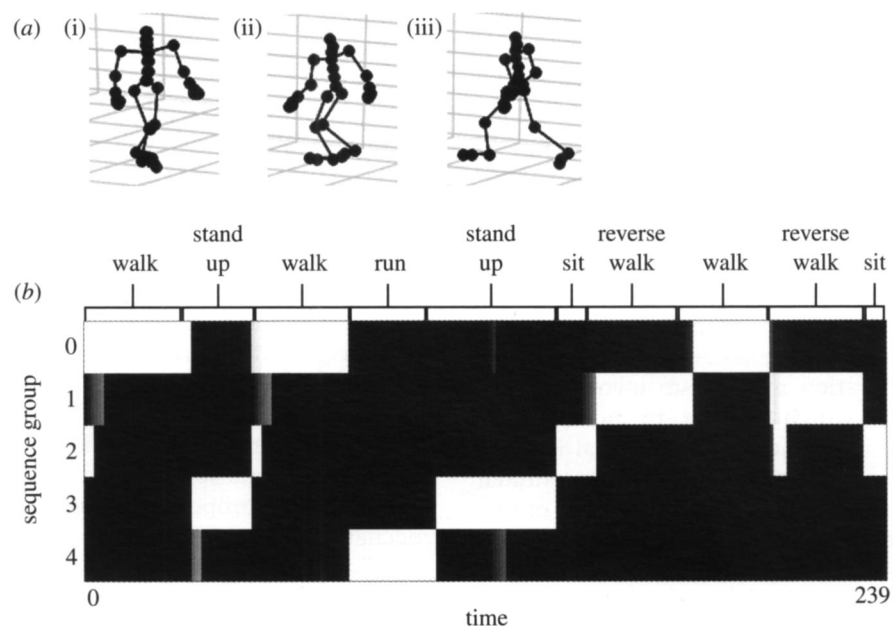 (a) (i) (ii) (iii)
stand stand reverse reverse
walk up walk run up sit walk walk walk sit
(b)
0
1
2
3
4
sequence group
0 239
time